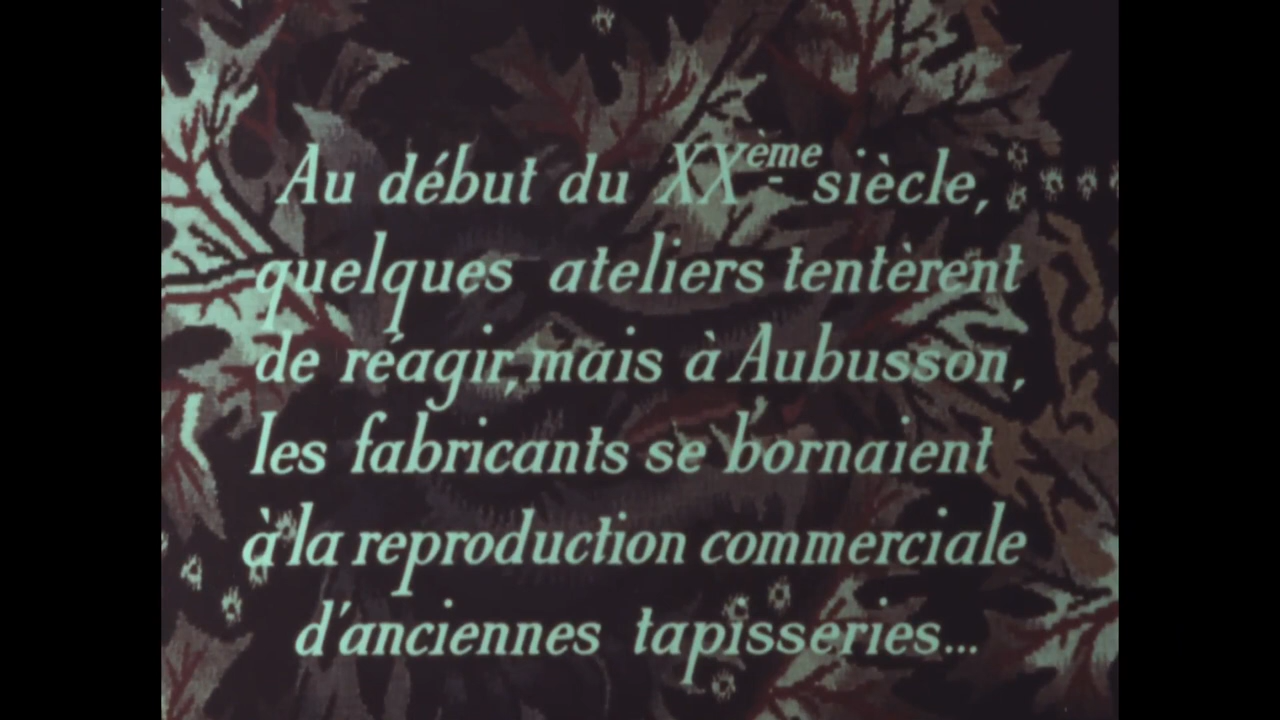 Au début du XXème siècle,
quelques ateliers tentèrent
de réagir, mais à Aubusson,
les fabricants se bornaient
à la reproduction commerciale
d'anciennes tapisseries...